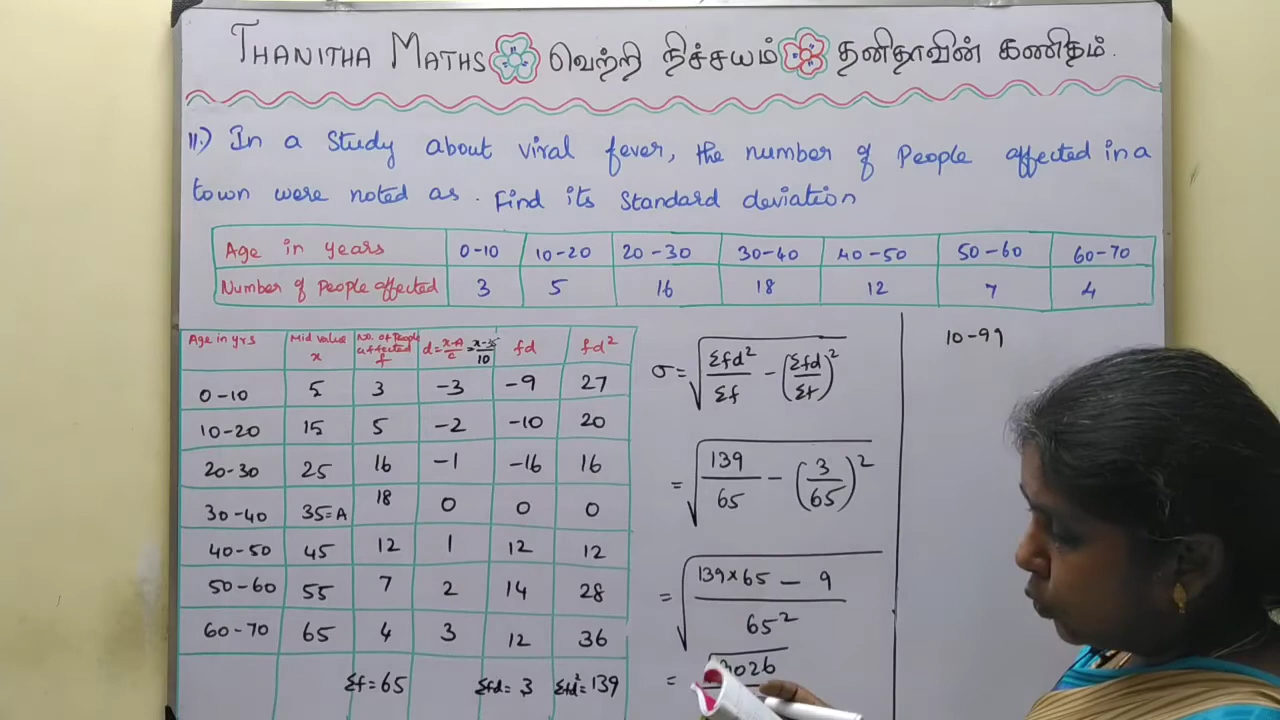 THANITHA MATHS வெற்றி நிச்சயம் தனிதாவின் கணிதம்.
11.) In a study about viral fever, the number of People affected in a
town were noted as. Find its standard deviation
Age in years 0-10 10-20 20-30 30-40 40-50 50-60 60-70
Number of People affected 3 5 16 18 12 7 4
Age in yrs Mid value x No. of People affected f d = (x-A)/c = (x-35)/10 fd fd²
0-10 5 3 -3 -9 27
10-20 15 5 -2 -10 20
20-30 25 16 -1 -16 16
30-40 35=A 18 0 0 0
40-50 45 12 1 12 12
50-60 55 7 2 14 28
60-70 65 4 3 12 36
Σf = 65 Σfd = 3 Σfd² = 139
σ = √(Σfd²/Σf - (Σfd/Σf)²)
= √(139/65 - (3/65)²)
= √((139×65 - 9)/65²)
=
10-99